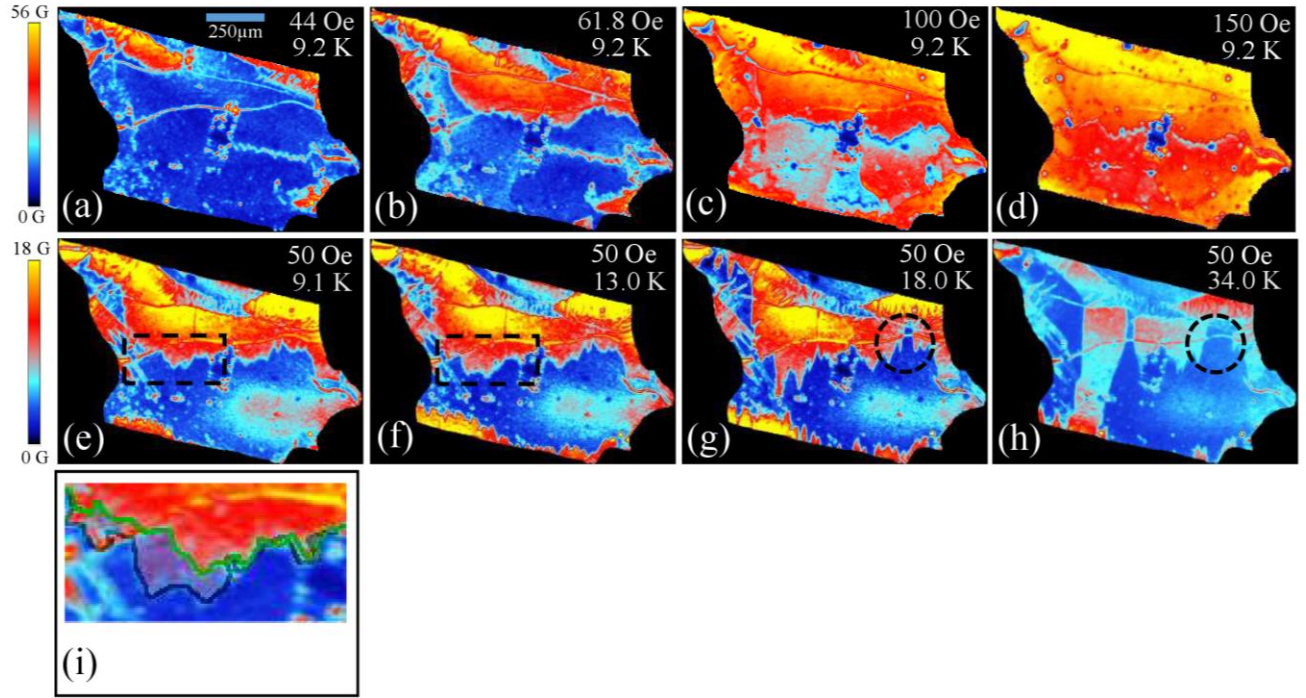 56 G
0 G
250μm
44 Oe
9.2 K
(a)
61.8 Oe
9.2 K
(b)
100 Oe
9.2 K
(c)
150 Oe
9.2 K
(d)
18 G
0 G
50 Oe
9.1 K
(e)
50 Oe
13.0 K
(f)
50 Oe
18.0 K
(g)
50 Oe
34.0 K
(h)
(i)